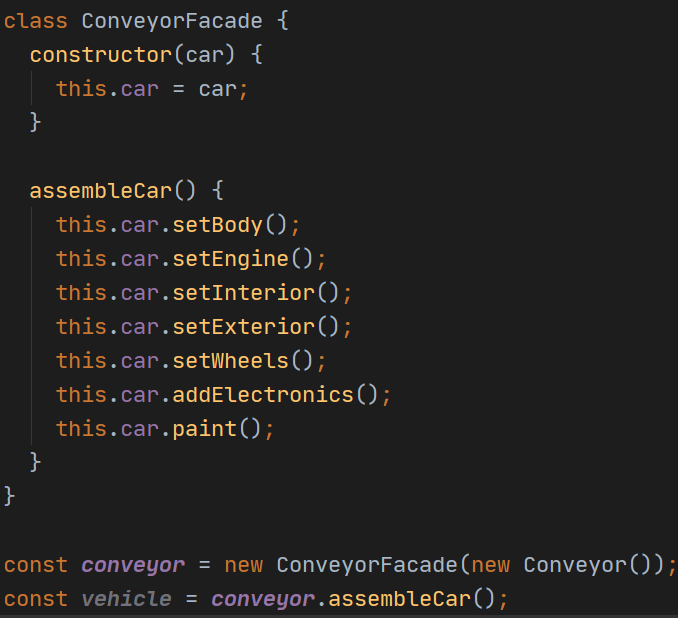 class ConveyorFacade {
constructor(car) {
this.car = car;
}
assembleCar() {
this.car.setBody();
this.car.setEngine();
this.car.setInterior();
this.car.setExterior();
this.car.setWheels();
this.car.addElectronics();
this.car.paint();
}
}
const conveyor = new ConveyorFacade(new Conveyor());
const vehicle = conveyor.assembleCar();